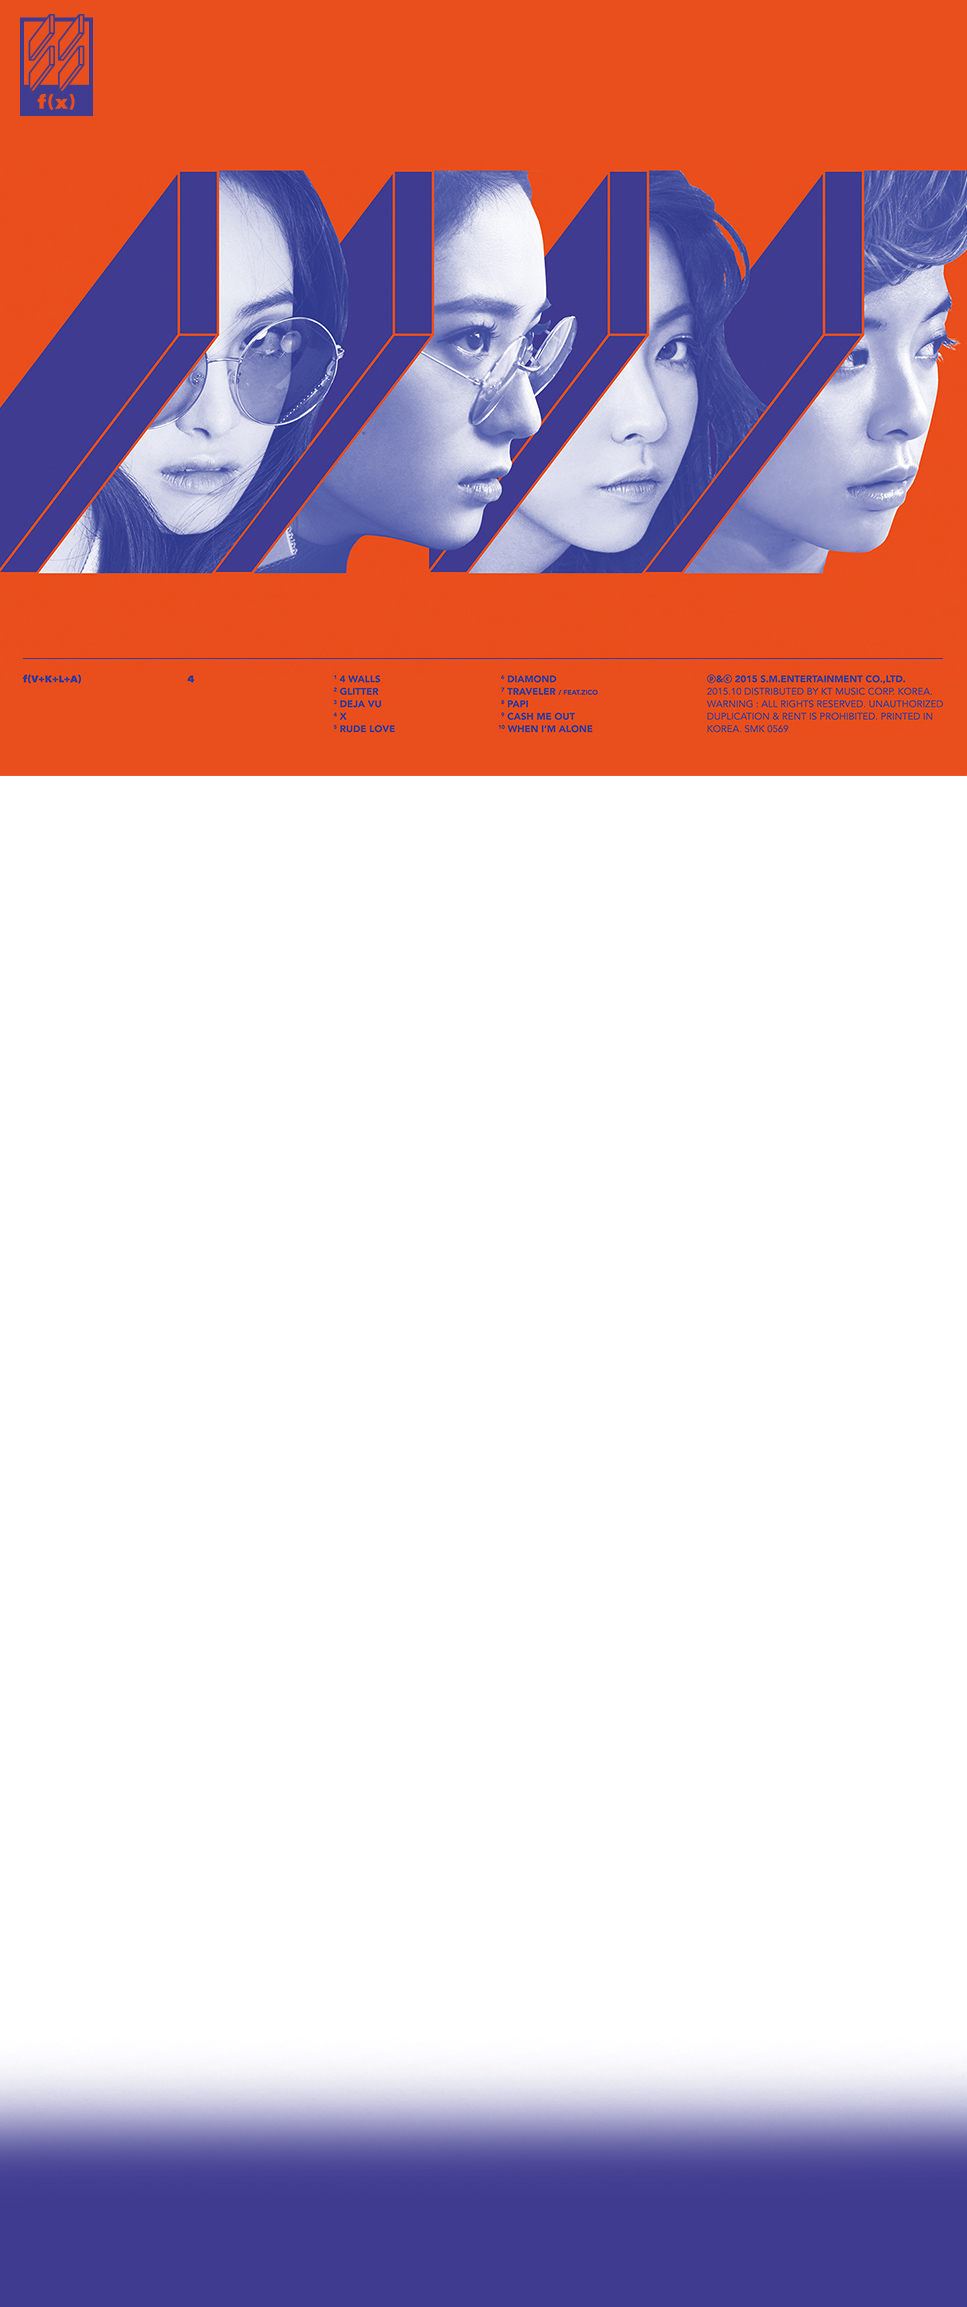 f(x)
f(V+K+L+A)
4
1 4 WALLS
2 GLITTER
3 DEJA VU
4 X
5 RUDE LOVE
6 DIAMOND
7 TRAVELER / FEAT.ZICO
8 PAPI
9 CASH ME OUT
10 WHEN I'M ALONE
Ⓟ&Ⓒ 2015 S.M.ENTERTAINMENT CO.,LTD.
2015.10 DISTRIBUTED BY KT MUSIC CORP. KOREA.
WARNING : ALL RIGHTS RESERVED. UNAUTHORIZED
DUPLICATION & RENT IS PROHIBITED. PRINTED IN
KOREA. SMK 0569